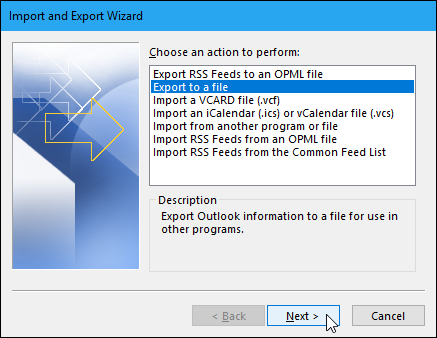 Import and Export Wizard
Choose an action to perform:
Export RSS Feeds to an OPML file
Export to a file
Import a VCARD file (.vcf)
Import an iCalendar (.ics) or vCalendar file (.vcs)
Import from another program or file
Import RSS Feeds from an OPML file
Import RSS Feeds from the Common Feed List
Description
Export Outlook information to a file for use in
other programs.
< Back
Next >
Cancel